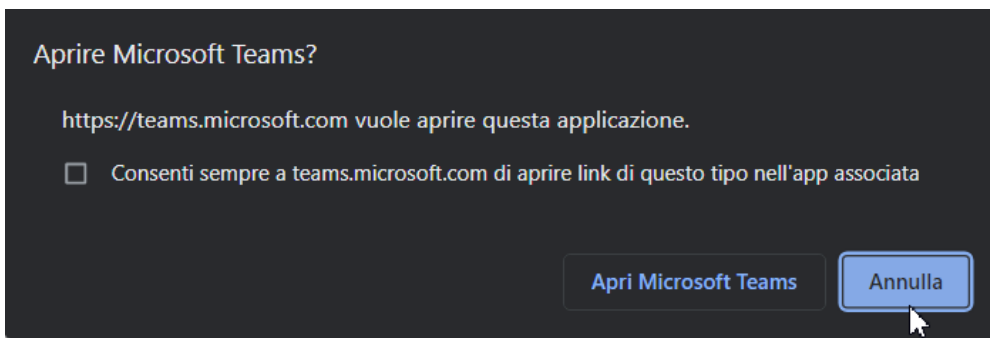 Aprire Microsoft Teams?
https://teams.microsoft.com vuole aprire questa applicazione.
Consenti sempre a teams.microsoft.com di aprire link di questo tipo nell'app associata
Apri Microsoft Teams
Annulla